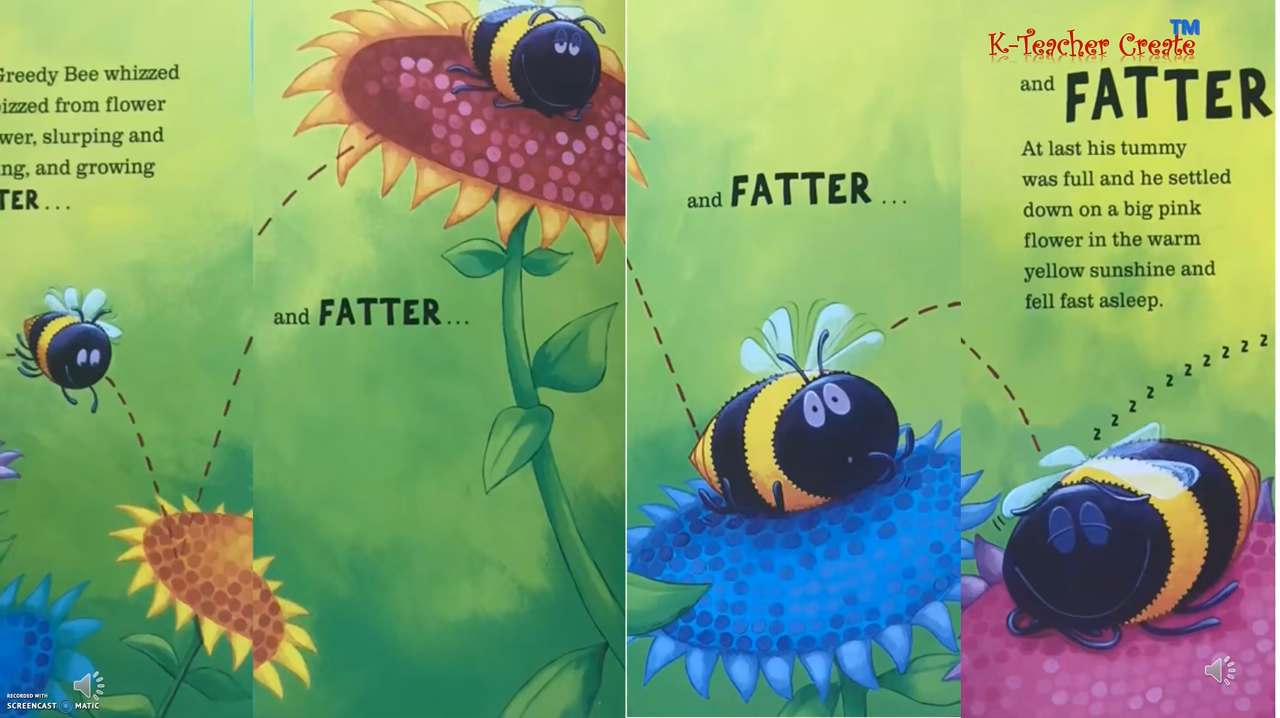 Greedy Bee whizzed
izzed from flower
wer, slurping and
ng, and growing
TER...
and FATTER...
and FATTER...
K-Teacher Create™
and FATTER
At last his tummy
was full and he settled
down on a big pink
flower in the warm
yellow sunshine and
fell fast asleep.
z z z z z z z z z z
RECORDED WITH
SCREENCAST MATIC